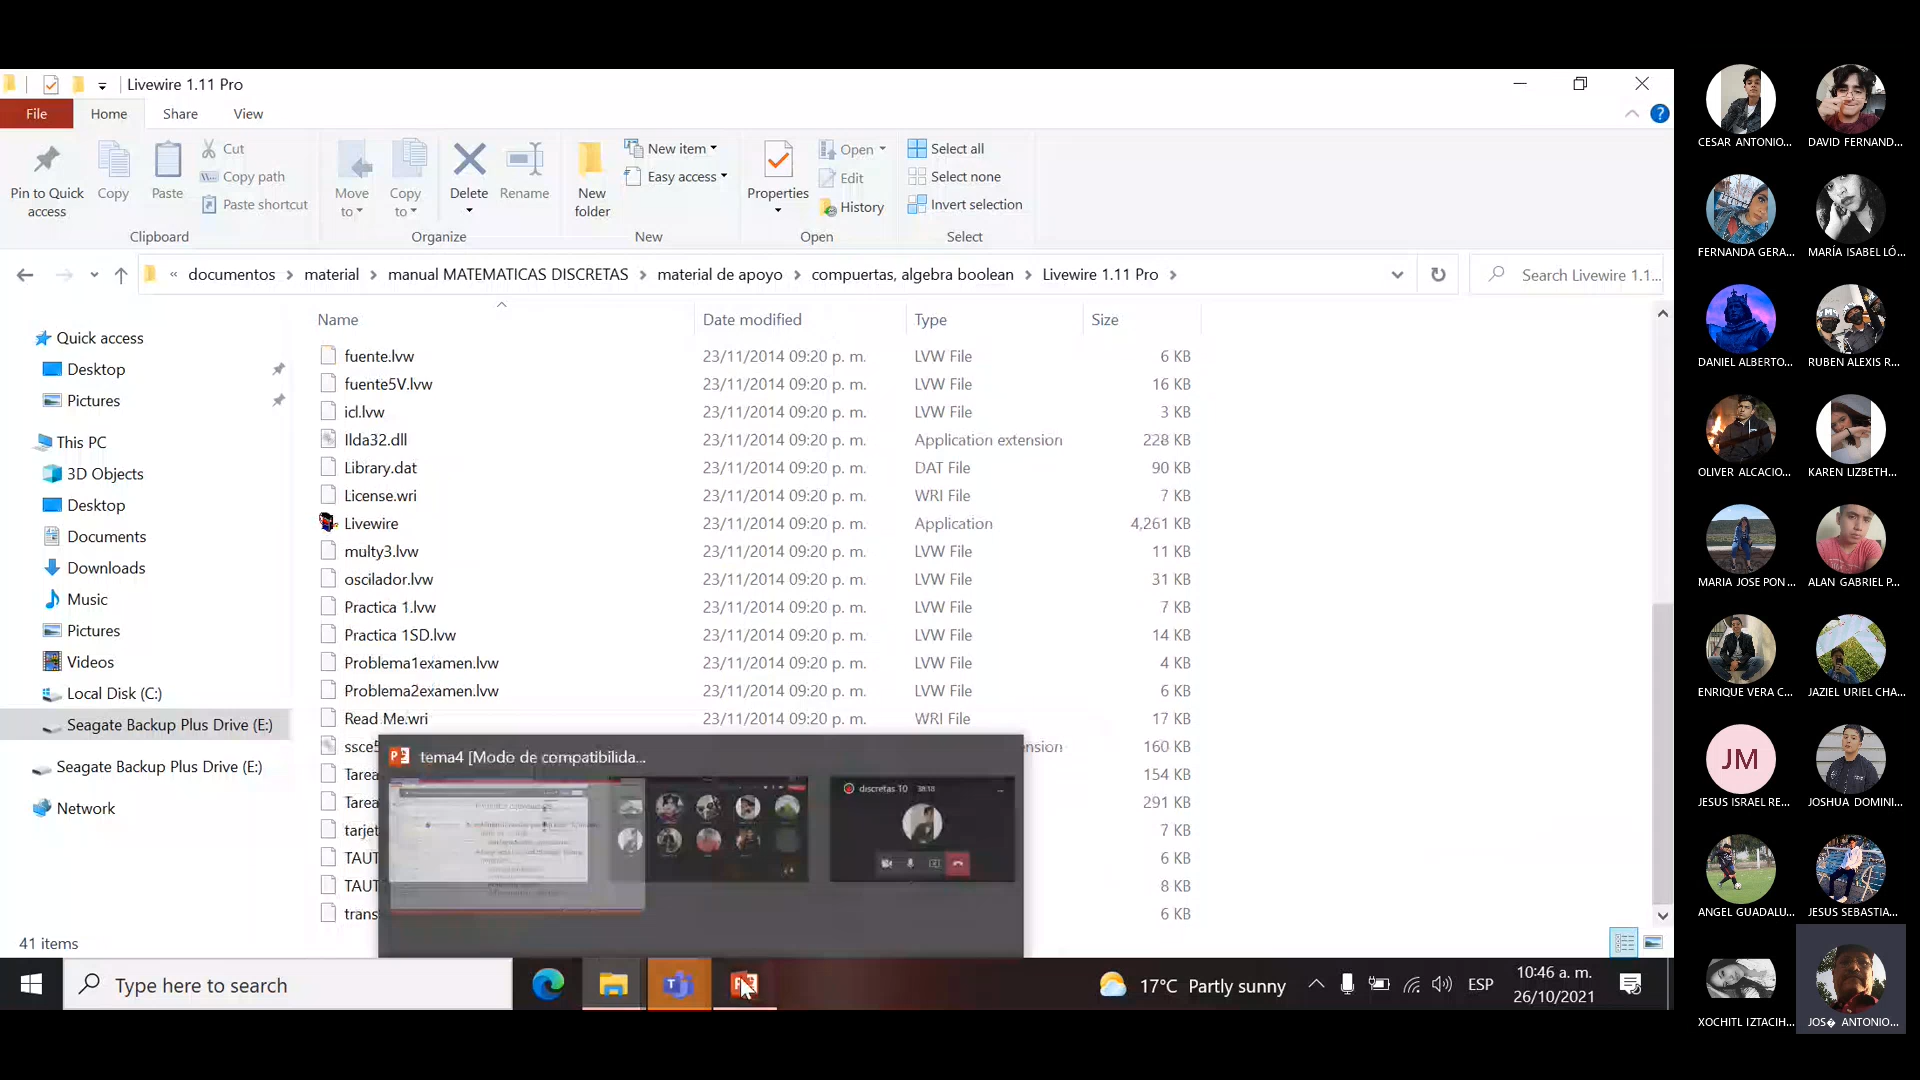 Livewire 1.11 Pro
File Home Share View
Pin to Quick access
Copy
Paste
Cut
Copy path
Paste shortcut
Clipboard
Move to
Copy to
Delete
Rename
Organize
New folder
New item
Easy access
New
Properties
Open
Edit
History
Open
Select all
Select none
Invert selection
Select
« documentos > material > manual MATEMATICAS DISCRETAS > material de apoyo > compuertas, algebra boolean > Livewire 1.11 Pro >
Search Livewire 1.1...
Quick access
Desktop
Pictures
This PC
3D Objects
Desktop
Documents
Downloads
Music
Pictures
Videos
Local Disk (C:)
Seagate Backup Plus Drive (E:)
Seagate Backup Plus Drive (E:)
Network
Name Date modified Type Size
fuente.lvw 23/11/2014 09:20 p. m. LVW File 6 KB
fuente5V.lvw 23/11/2014 09:20 p. m. LVW File 16 KB
icl.lvw 23/11/2014 09:20 p. m. LVW File 3 KB
Ilda32.dll 23/11/2014 09:20 p. m. Application extension 228 KB
Library.dat 23/11/2014 09:20 p. m. DAT File 90 KB
License.wri 23/11/2014 09:20 p. m. WRI File 7 KB
Livewire 23/11/2014 09:20 p. m. Application 4,261 KB
multy3.lvw 23/11/2014 09:20 p. m. LVW File 11 KB
oscilador.lvw 23/11/2014 09:20 p. m. LVW File 31 KB
Practica 1.lvw 23/11/2014 09:20 p. m. LVW File 7 KB
Practica 1SD.lvw 23/11/2014 09:20 p. m. LVW File 14 KB
Problema1examen.lvw 23/11/2014 09:20 p. m. LVW File 4 KB
Problema2examen.lvw 23/11/2014 09:20 p. m. LVW File 6 KB
Read Me.wri 23/11/2014 09:20 p. m. WRI File 17 KB
ssce5 ension 160 KB
Tarea 154 KB
Tarea 291 KB
tarjet 7 KB
TAUT 6 KB
TAUT 8 KB
trans 6 KB
tema4 [Modo de compatibilida...
discretas T0 38:18
41 items
Type here to search
17°C Partly sunny
ESP
10:46 a. m.
26/10/2021
CESAR ANTONIO...
DAVID FERNAND...
FERNANDA GERA...
MARÍA ISABEL LÓ...
DANIEL ALBERTO...
RUBEN ALEXIS R...
OLIVER ALCACIO...
KAREN LIZBETH...
MARIA JOSE PON...
ALAN GABRIEL P...
ENRIQUE VERA C...
JAZIEL URIEL CHA...
JM
JESUS ISRAEL RE...
JOSHUA DOMINI...
ANGEL GUADALU...
JESUS SEBASTIA...
XOCHITL IZTACIH...
JOS� ANTONIO...